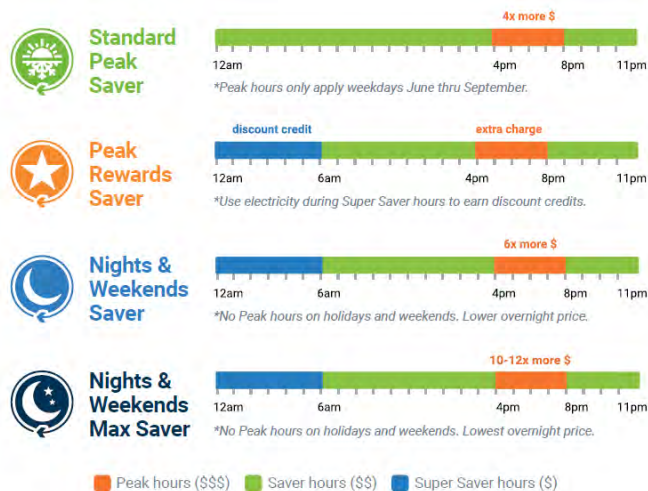 4x more $
Standard
Peak
Saver
12am 4pm 8pm 11pm
*Peak hours only apply weekdays June thru September.
discount credit extra charge
Peak
Rewards
Saver
12am 6am 4pm 8pm 11pm
*Use electricity during Super Saver hours to earn discount credits.
6x more $
Nights &
Weekends
Saver
12am 6am 4pm 8pm 11pm
*No Peak hours on holidays and weekends. Lower overnight price.
10-12x more $
Nights &
Weekends
Max Saver
12am 6am 4pm 8pm 11pm
*No Peak hours on holidays and weekends. Lowest overnight price.
Peak hours ($$$) Saver hours ($$) Super Saver hours ($)